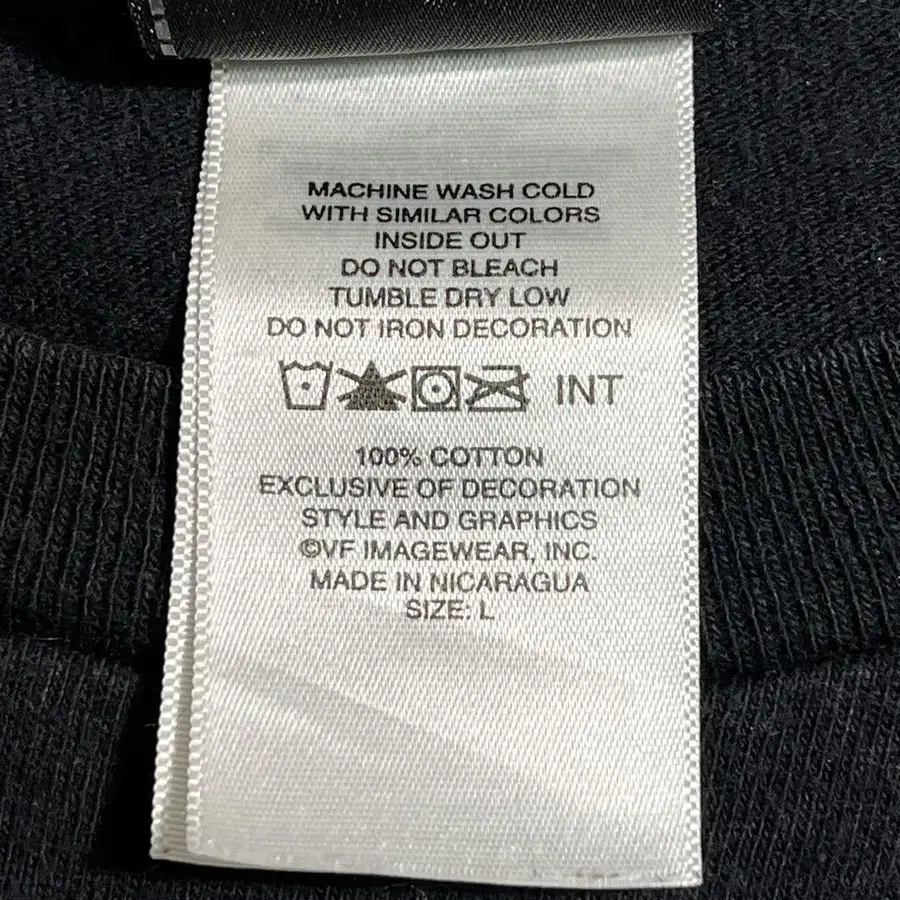 MACHINE WASH COLD
WITH SIMILAR COLORS
INSIDE OUT
DO NOT BLEACH
TUMBLE DRY LOW
DO NOT IRON DECORATION
INT
100% COTTON
EXCLUSIVE OF DECORATION
STYLE AND GRAPHICS
©VF IMAGEWEAR, INC.
MADE IN NICARAGUA
SIZE: L